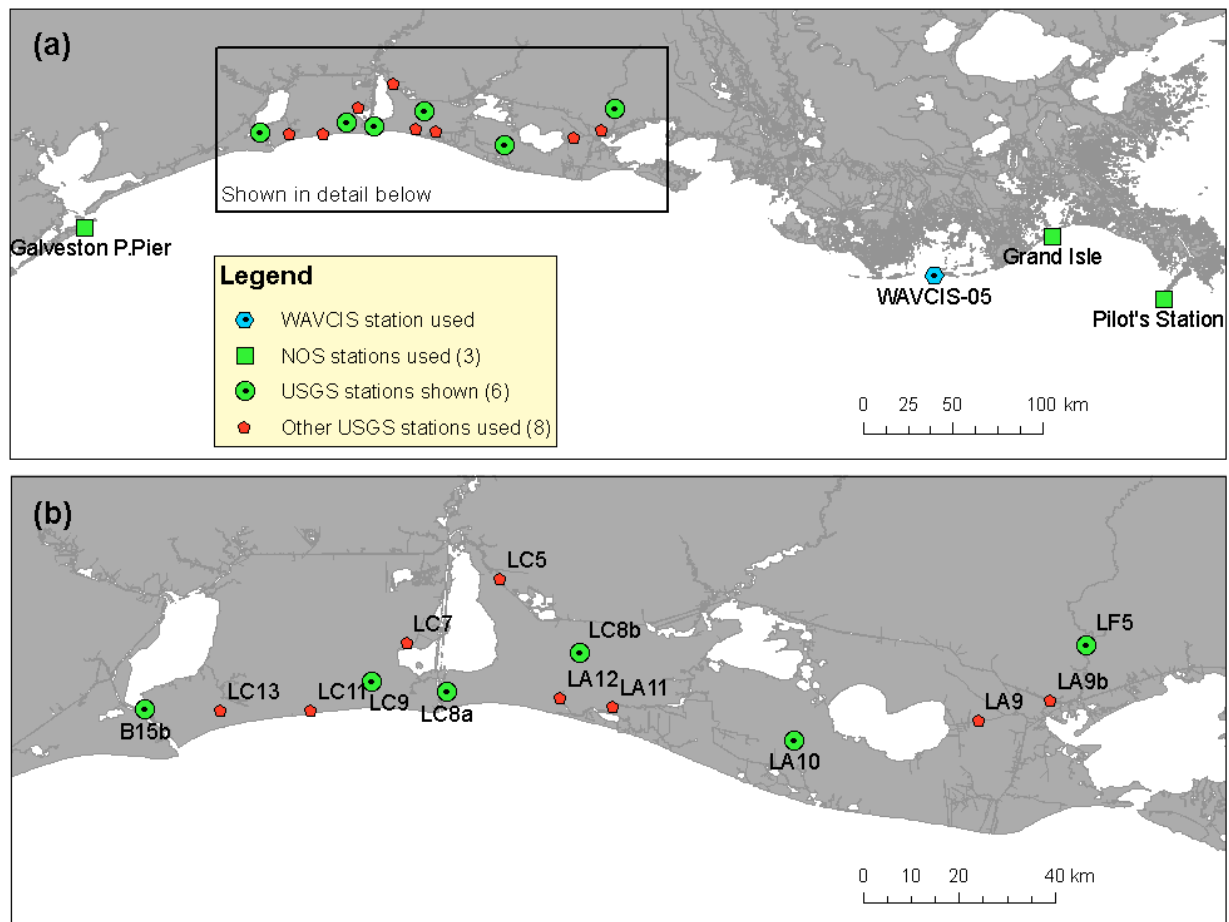 (a)
Shown in detail below
Galveston P.Pier
Grand Isle
WAVCIS-05
Pilot's Station
Legend
WAVCIS station used
NOS stations used (3)
USGS stations shown (6)
Other USGS stations used (8)
0 25 50 100 km
(b)
LC5
LC7
LC8b
LF5
LC13
LC11
LC9
LC8a
LA12
LA11
LA9b
LA9
B15b
LA10
0 10 20 40 km